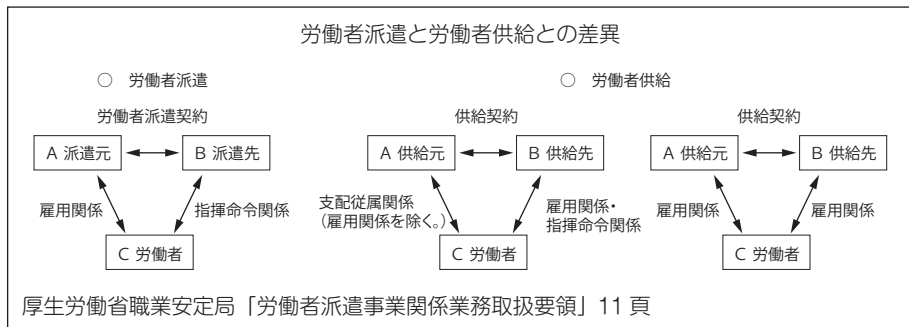 労働者派遣と労働者供給との差異
○ 労働者派遣
○ 労働者供給
労働者派遣契約
A 派遣元
B 派遣先
雇用関係
指揮命令関係
C 労働者
供給契約
A 供給元
B 供給先
支配従属関係
（雇用関係を除く。）
雇用関係・
指揮命令関係
C 労働者
供給契約
A 供給元
B 供給先
雇用関係
雇用関係
C 労働者
厚生労働省職業安定局「労働者派遣事業関係業務取扱要領」11 頁